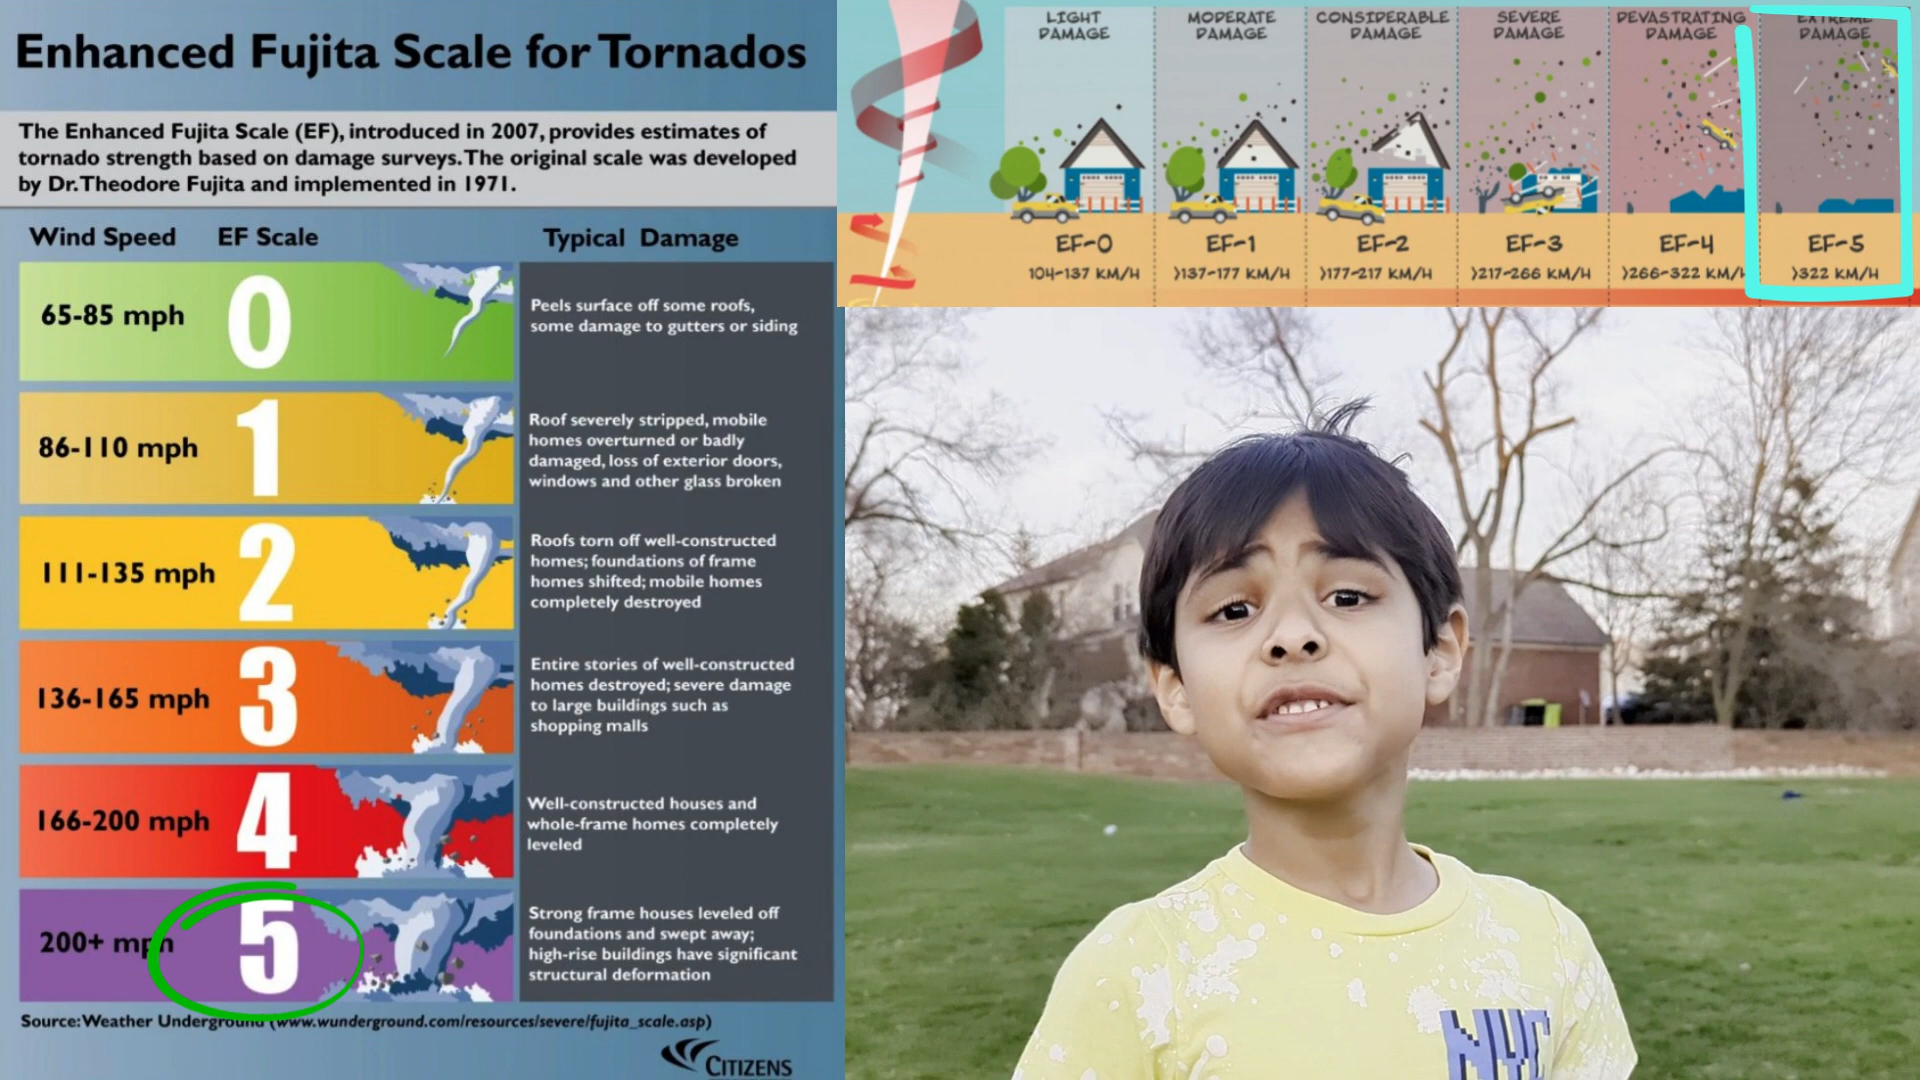 Enhanced Fujita Scale for Tornados
The Enhanced Fujita Scale (EF), introduced in 2007, provides estimates of
tornado strength based on damage surveys. The original scale was developed
by Dr. Theodore Fujita and implemented in 1971.
Wind Speed EF Scale Typical Damage
65-85 mph 0
Peels surface off some roofs,
some damage to gutters or siding
86-110 mph 1
Roof severely stripped, mobile
homes overturned or badly
damaged, loss of exterior doors,
windows and other glass broken
111-135 mph 2
Roofs torn off well-constructed
homes; foundations of frame
homes shifted; mobile homes
completely destroyed
136-165 mph 3
Entire stories of well-constructed
homes destroyed; severe damage
to large buildings such as
shopping malls
166-200 mph 4
Well-constructed houses and
whole-frame homes completely
leveled
200+ mph 5
Strong frame houses leveled off
foundations and swept away;
high-rise buildings have significant
structural deformation
Source: Weather Underground (www.wunderground.com/resources/severe/fujita_scale.asp)
CITIZENS
LIGHT
DAMAGE
MODERATE
DAMAGE
CONSIDERABLE
DAMAGE
SEVERE
DAMAGE
DEVASTRATING
DAMAGE
EXTREME
DAMAGE
EF-0
104-137 KM/H
EF-1
>137-177 KM/H
EF-2
>177-217 KM/H
EF-3
>217-266 KM/H
EF-4
>266-322 KM/H
EF-5
>322 KM/H
NYC